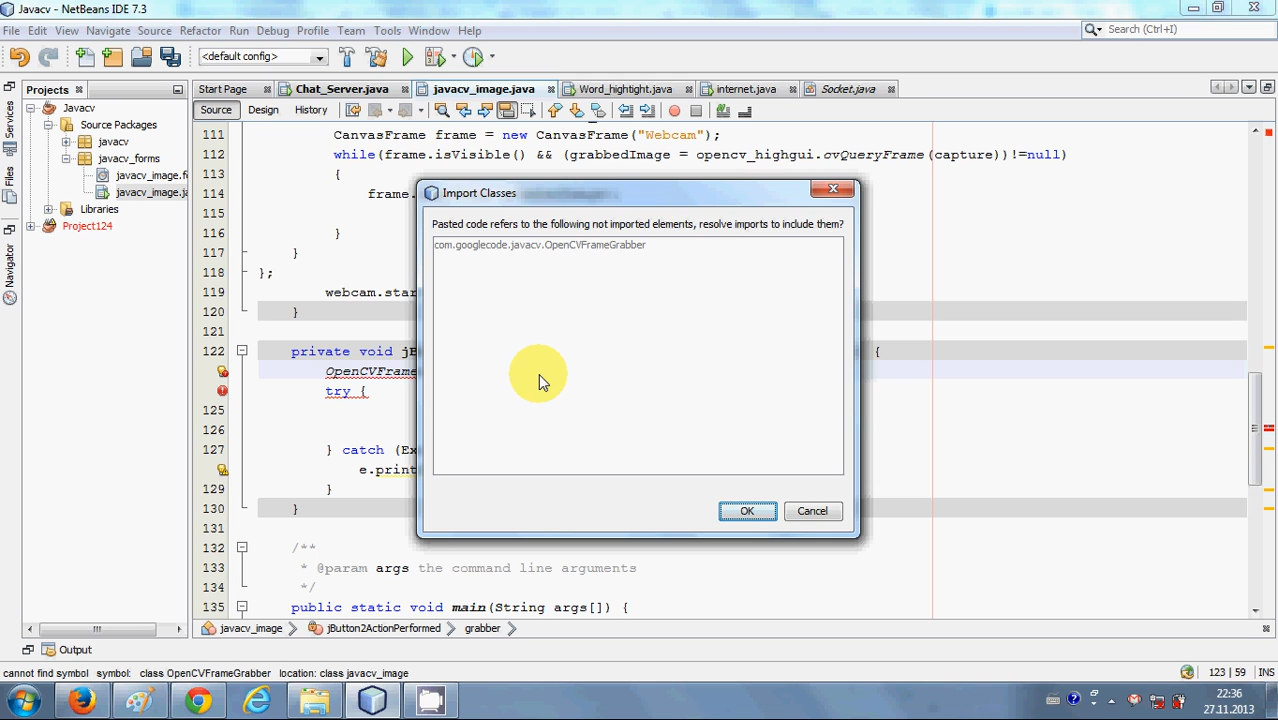 Javacv - NetBeans IDE 7.3
File Edit View Navigate Source Refactor Run Debug Profile Team Tools Window Help
Search (Ctrl+I)
<default config>
Projects
Start Page Chat_Server.java javacv_image.java Word_hightight.java internet.java Socket.java
Source Design History
Services
Files
Navigator
Javacv
Source Packages
javacv
javacv_forms
javacv_image.f
javacv_image.ja
Libraries
Project124
111 CanvasFrame frame = new CanvasFrame("Webcam");
112 while(frame.isVisible() && (grabbedImage = opencv_highgui.cvQueryFrame(capture))!=null)
113 {
114 frame.
115
116 }
117 }
118 };
119 webcam.star
120 }
121
122 private void jB {
OpenCVFrame
try {
125
126
127 } catch (Ex
e.print
129 }
130 }
131
132 /**
133 * @param args the command line arguments
134 */
135 public static void main(String args[]) {
Import Classes
Pasted code refers to the following not imported elements, resolve imports to include them?
com.googlecode.javacv.OpenCVFrameGrabber
OK Cancel
javacv_image jButton2ActionPerformed grabber
Output
cannot find symbol symbol: class OpenCVFrameGrabber location: class javacv_image
123 | 59 INS
22:36
27.11.2013